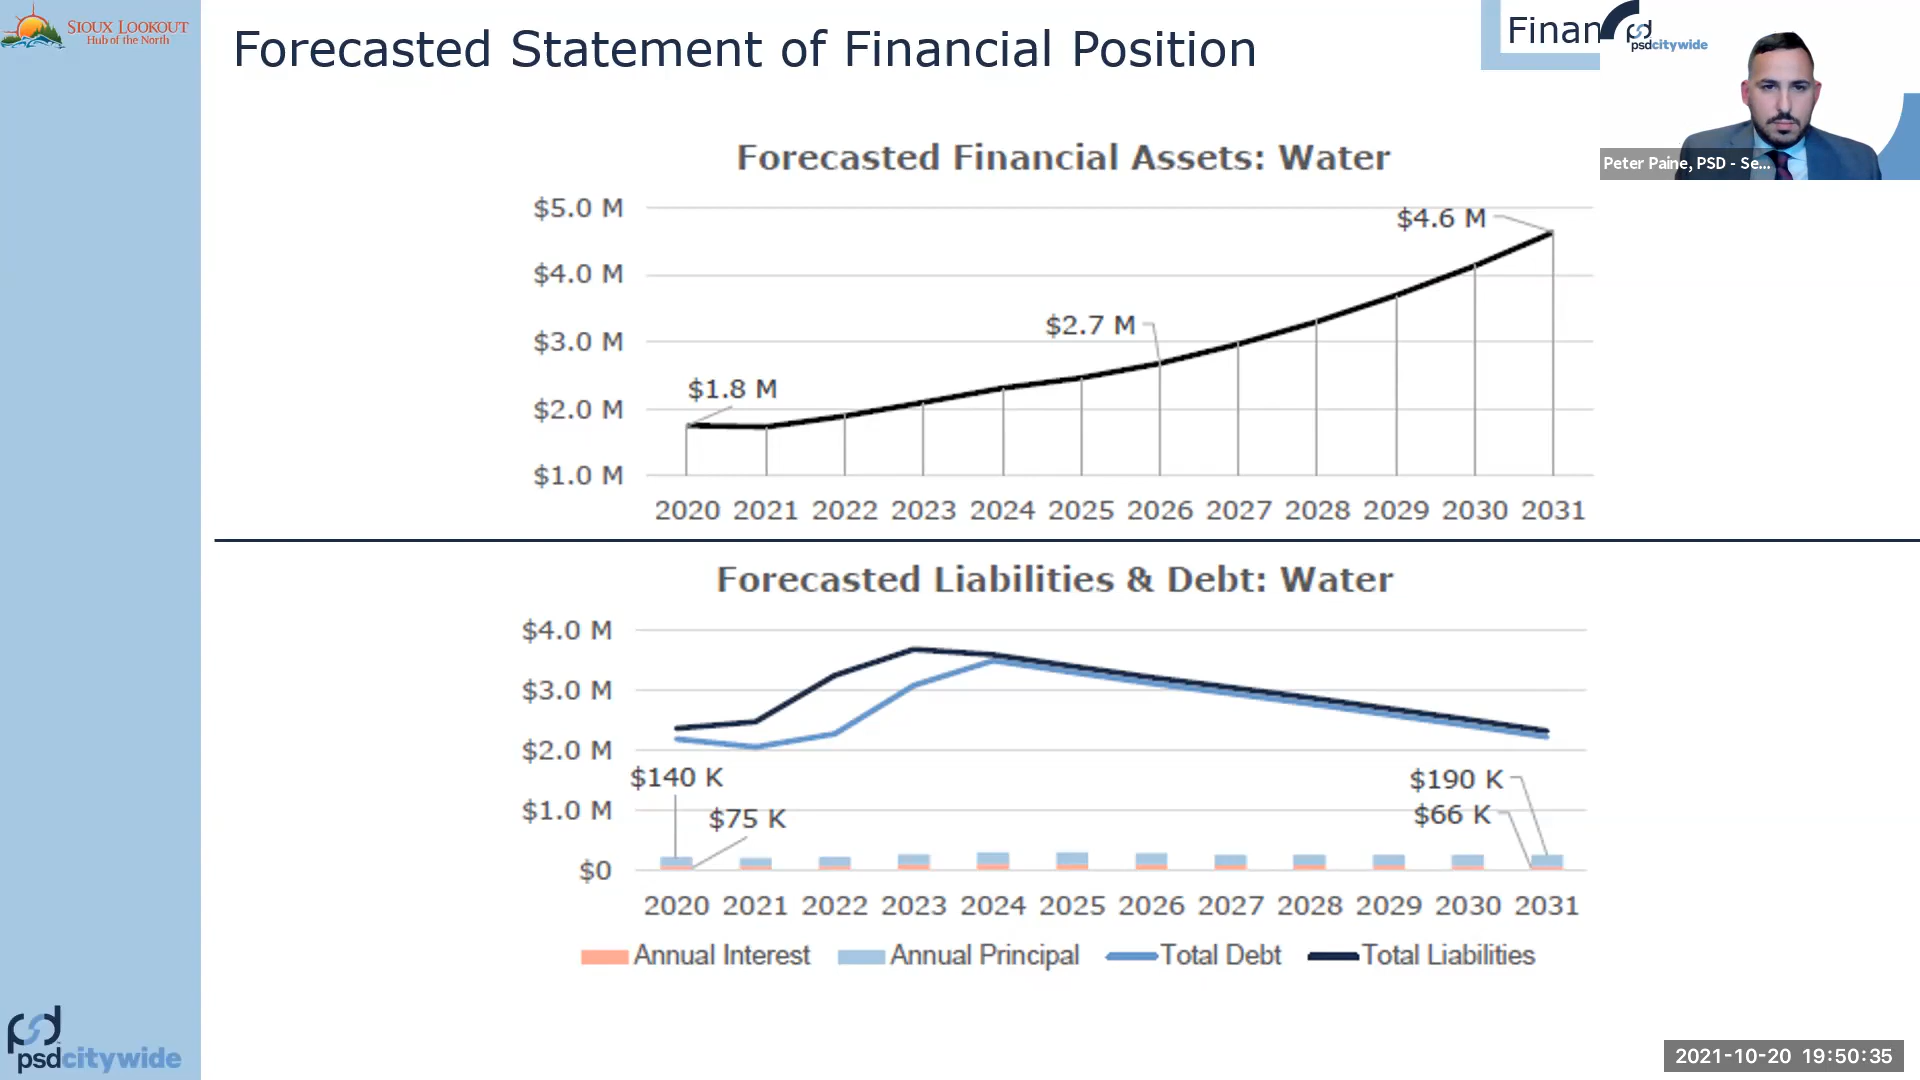 SIOUX LOOKOUT
Hub of the North
Forecasted Statement of Financial Position
Finan
psdcitywide
Peter Paine, PSD - Se...
Forecasted Financial Assets: Water
$5.0 M
$4.0 M
$3.0 M
$2.0 M
$1.0 M
$1.8 M
$2.7 M
$4.6 M
2020 2021 2022 2023 2024 2025 2026 2027 2028 2029 2030 2031
Forecasted Liabilities & Debt: Water
$4.0 M
$3.0 M
$2.0 M
$1.0 M
$0
$140 K
$75 K
$190 K
$66 K
2020 2021 2022 2023 2024 2025 2026 2027 2028 2029 2030 2031
Annual Interest Annual Principal Total Debt Total Liabilities
psd
psdcitywide
2021-10-20 19:50:35